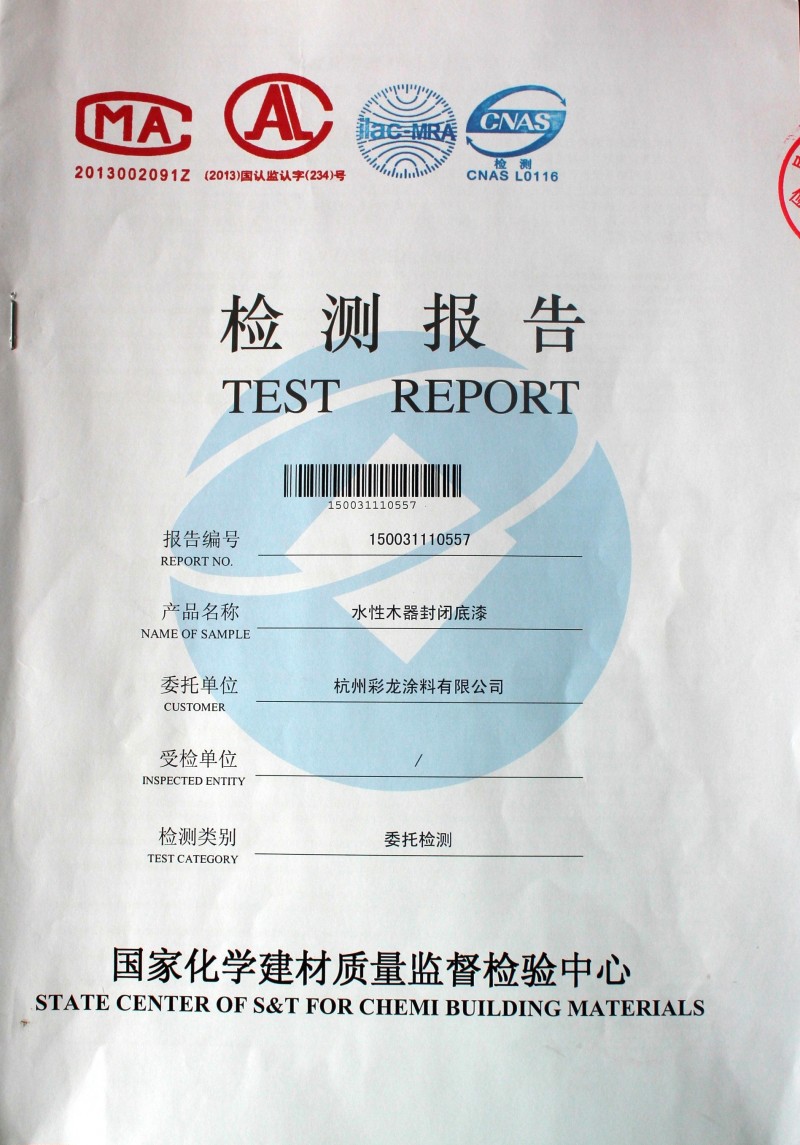 MA
AL
ilac-MRA
CNAS
检 测
2013002091Z
(2013)国认监认字(234)号
CNAS L0116
检测报告
TEST REPORT
150031110557
报告编号 150031110557
REPORT NO.
产品名称 水性木器封闭底漆
NAME OF SAMPLE
委托单位 杭州彩龙涂料有限公司
CUSTOMER
受检单位 /
INSPECTED ENTITY
检测类别 委托检测
TEST CATEGORY
国家化学建材质量监督检验中心
STATE CENTER OF S&T FOR CHEMI BUILDING MATERIALS